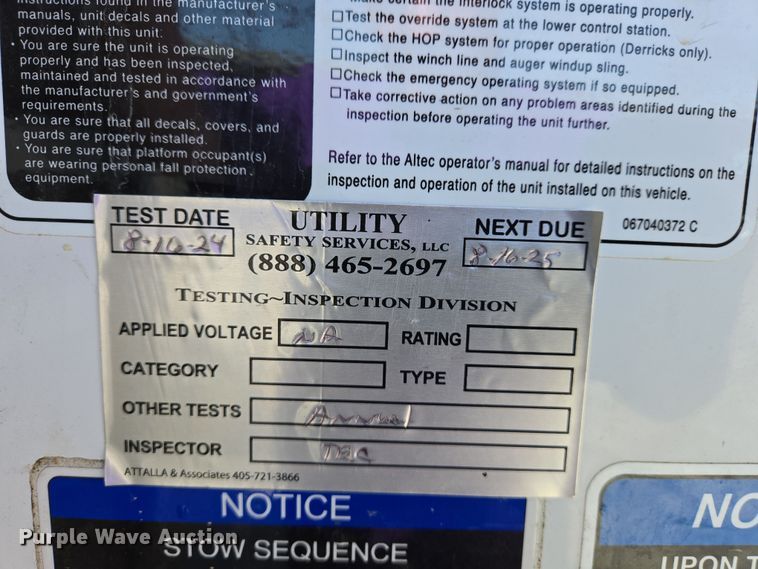 instructions found in the manufacturer's
manuals, unit decals and other material
provided with this unit.
• You are sure the unit is operating
properly and has been inspected,
maintained and tested in accordance with
the manufacturer's and government's
requirements.
• You are sure that all decals, covers, and
guards are properly installed.
• You are sure that platform occupant(s)
are wearing personal fall protection
equipment.
Make certain the interlock system is operating properly.
☐Test the override system at the lower control station.
☐Check the HOP system for proper operation (Derricks only).
☐Inspect the winch line and auger windup sling.
☐Check the emergency operating system if so equipped.
☐Take corrective action on any problem areas identified during the
inspection before operating the unit further.
Refer to the Altec operator's manual for detailed instructions on the
inspection and operation of the unit installed on this vehicle.
067040372 C
TEST DATE
8-16-24
UTILITY
SAFETY SERVICES, LLC
(888) 465-2697
NEXT DUE
8-16-25
TESTING~INSPECTION DIVISION
APPLIED VOLTAGE NA RATING
CATEGORY TYPE
OTHER TESTS Annual
INSPECTOR
ATTALLA & Associates 405-721-3866
NOTICE
STOW SEQUENCE
NO
UPON T
Purple Wave Auction